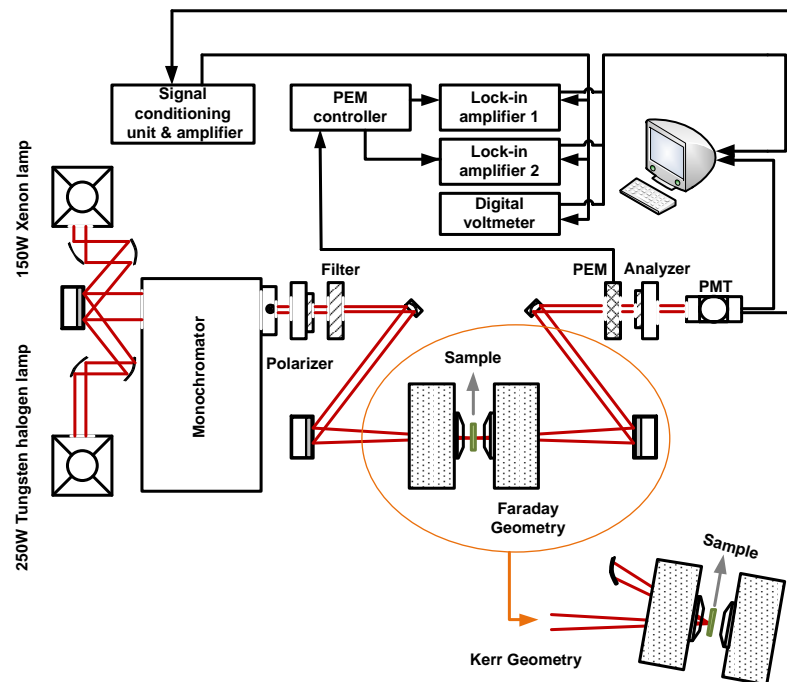 Signal
conditioning
unit & amplifier
PEM
controller
Lock-in
amplifier 1
Lock-in
amplifier 2
Digital
voltmeter
150W Xenon lamp
250W Tungsten halogen lamp
Monochromator
Polarizer
Filter
PEM
Analyzer
PMT
Sample
Faraday
Geometry
Sample
Kerr Geometry